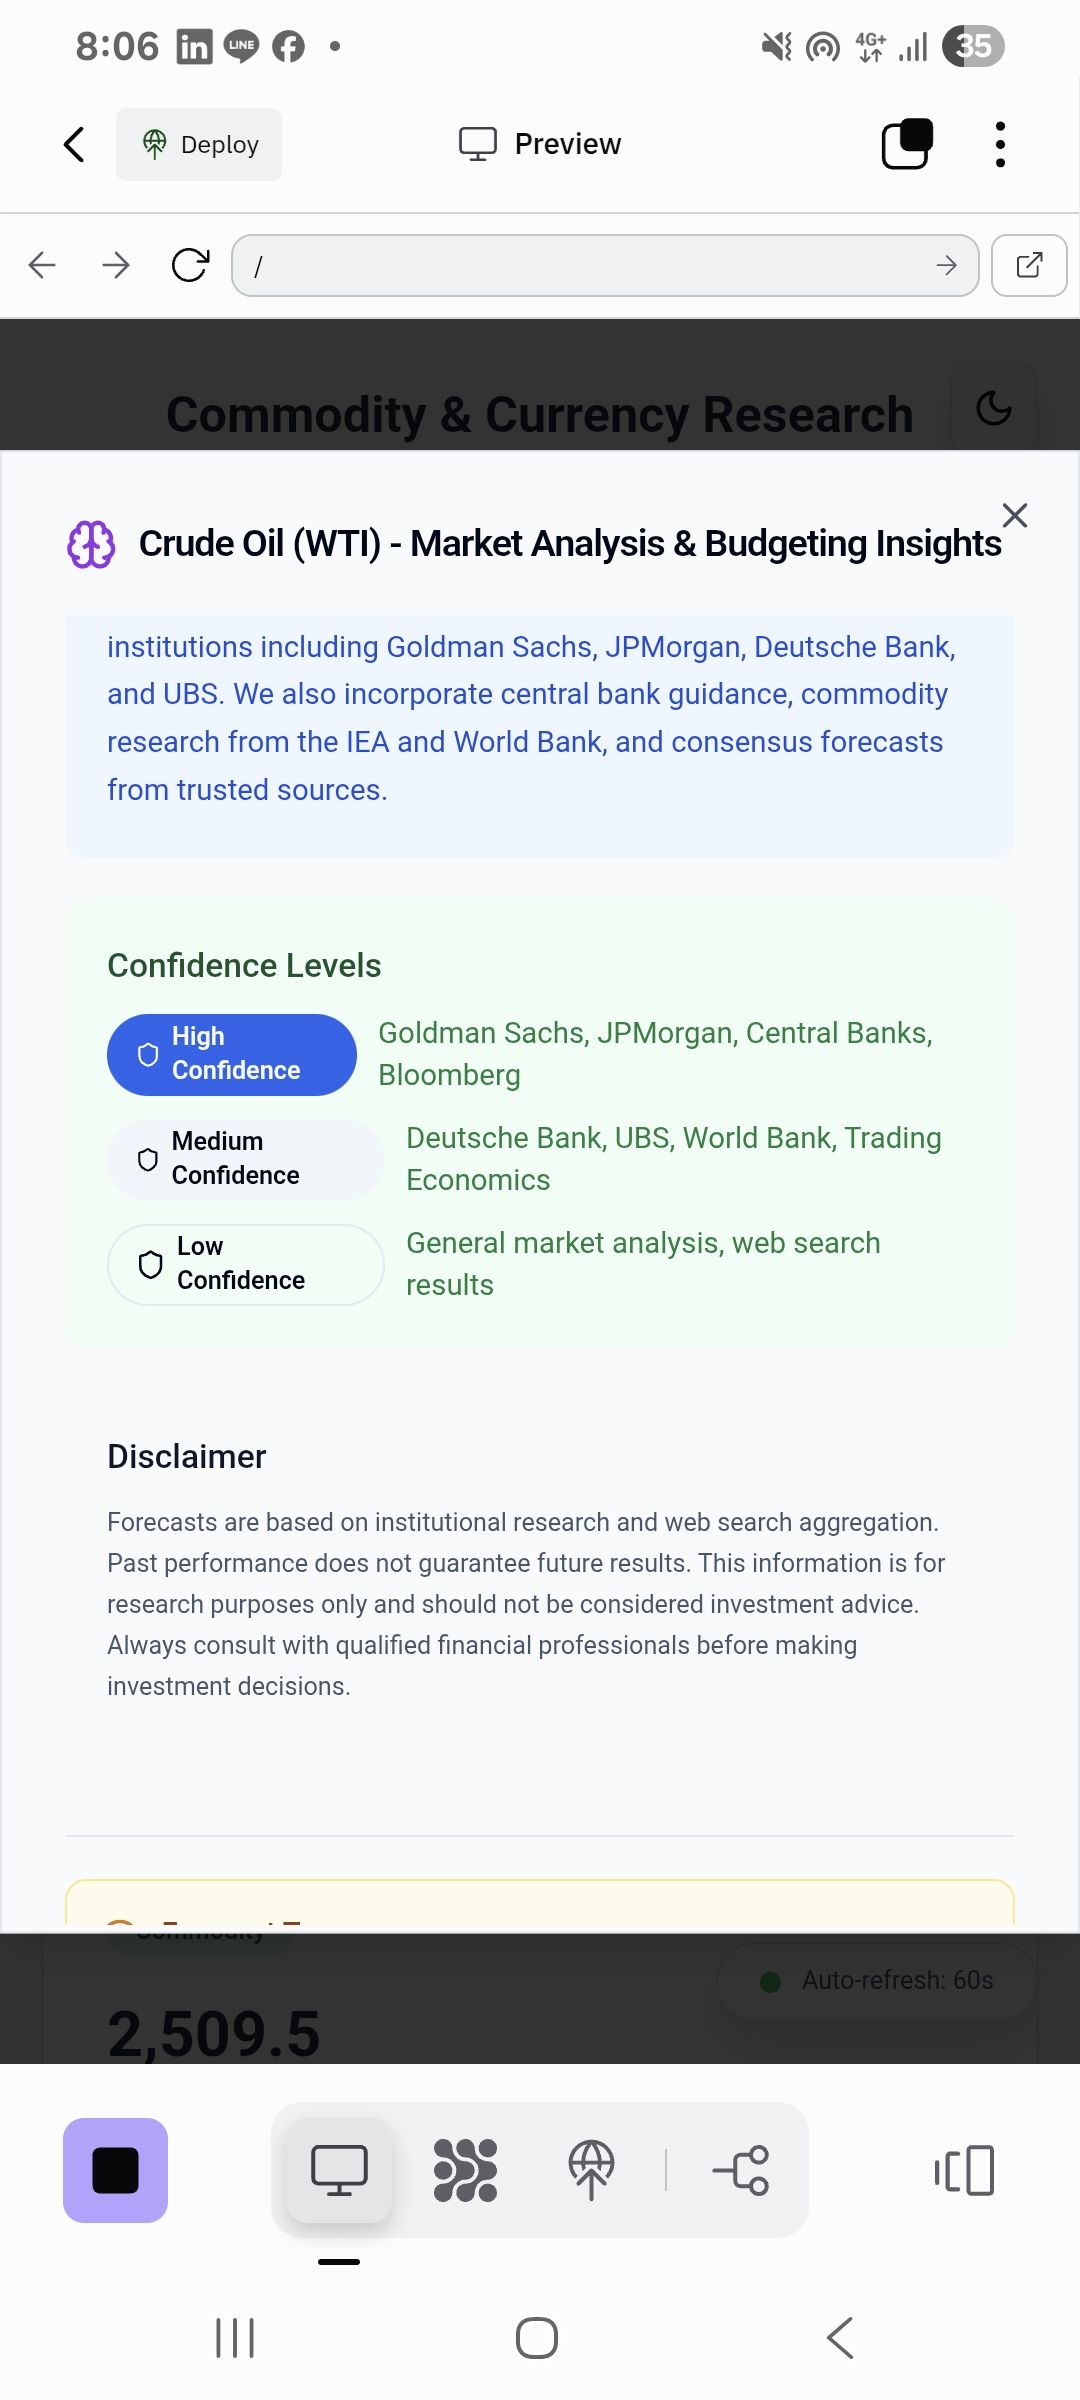 8:06
in
LINE
4G+
35
Deploy
Preview
/
Commodity & Currency Research
Crude Oil (WTI) - Market Analysis & Budgeting Insights
institutions including Goldman Sachs, JPMorgan, Deutsche Bank,
and UBS. We also incorporate central bank guidance, commodity
research from the IEA and World Bank, and consensus forecasts
from trusted sources.
Confidence Levels
High
Confidence
Goldman Sachs, JPMorgan, Central Banks,
Bloomberg
Medium
Confidence
Deutsche Bank, UBS, World Bank, Trading
Economics
Low
Confidence
General market analysis, web search
results
Disclaimer
Forecasts are based on institutional research and web search aggregation.
Past performance does not guarantee future results. This information is for
research purposes only and should not be considered investment advice.
Always consult with qualified financial professionals before making
investment decisions.
Commodity
Auto-refresh: 60s
2,509.5